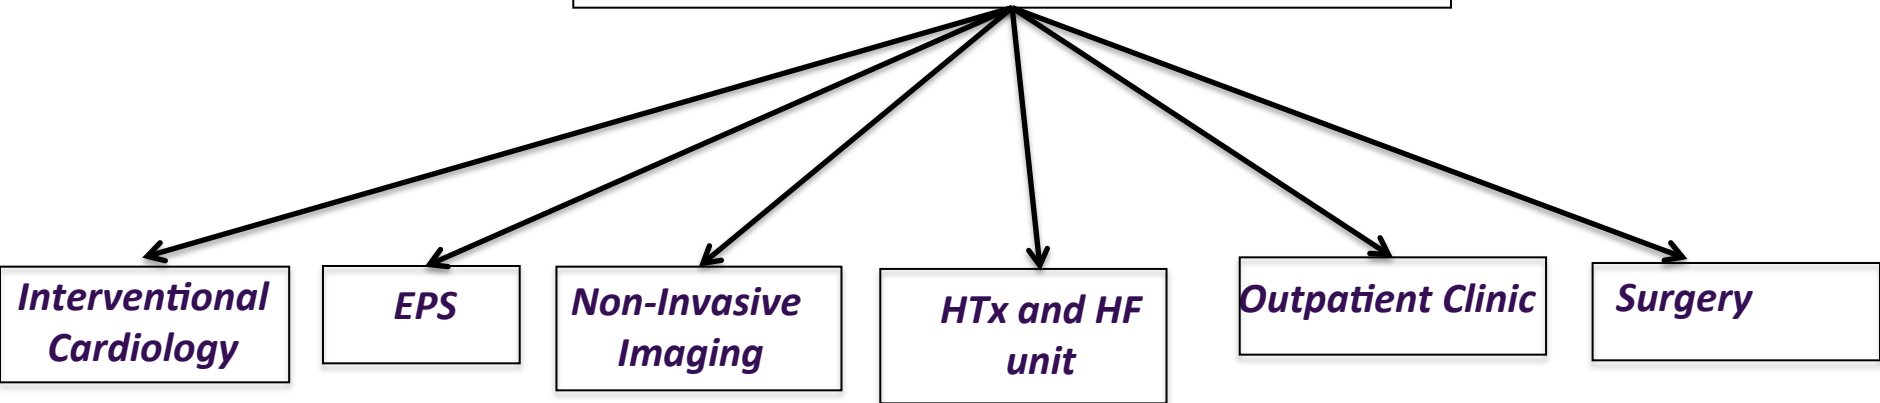 Interventional
Cardiology
EPS
Non-Invasive
Imaging
HTx and HF
unit
Outpatient Clinic
Surgery